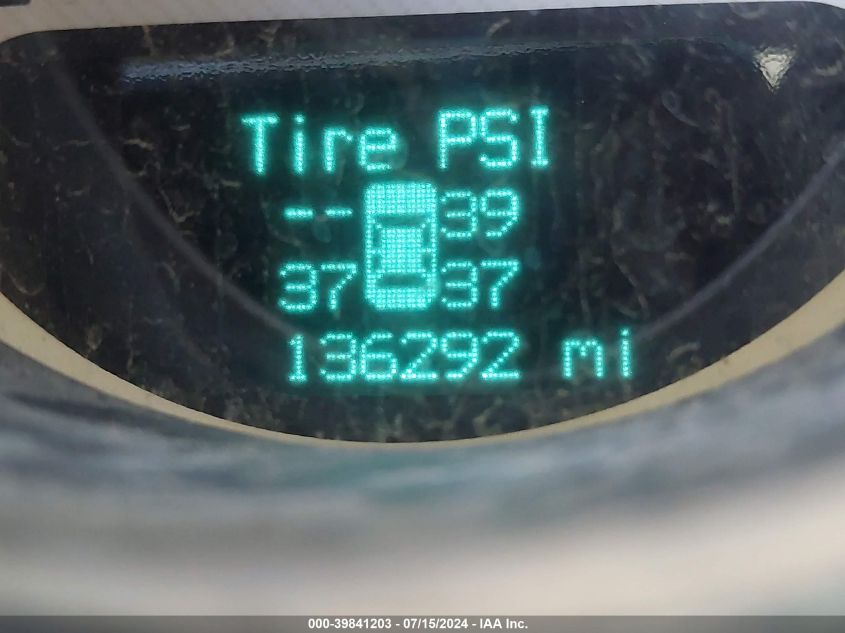 Tire PSI
-- 39
37 37
136292 mi
000-39841203 - 07/15/2024 - IAA Inc.